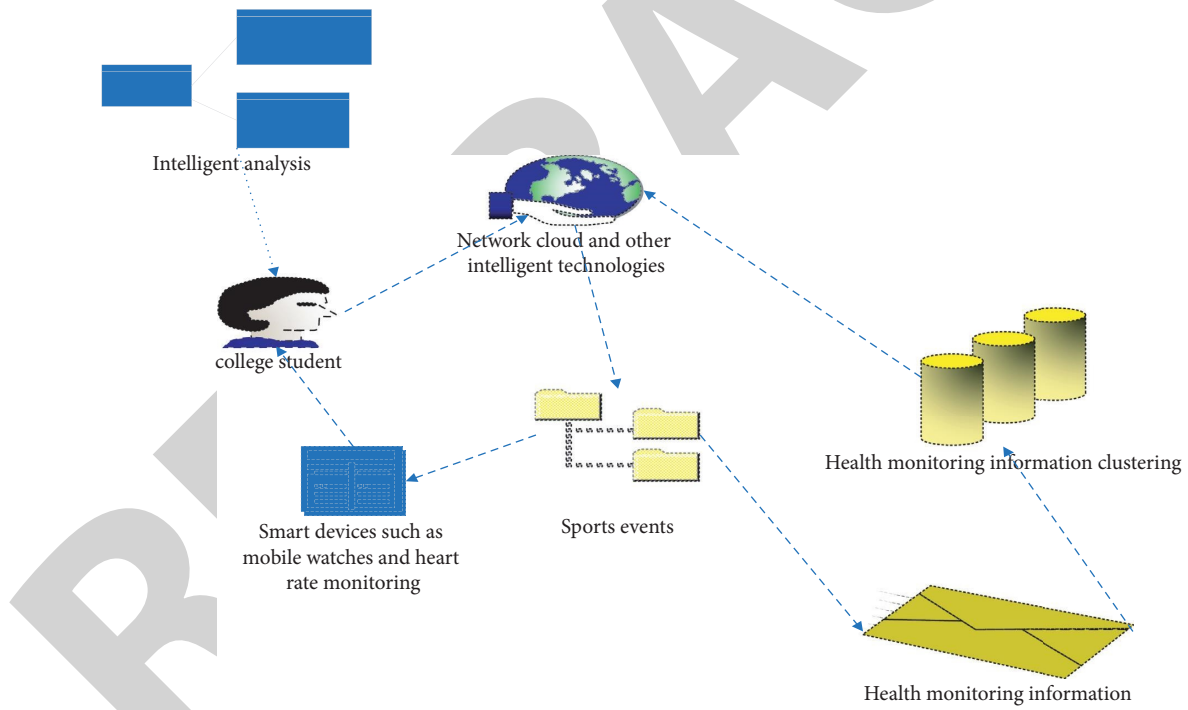 Intelligent analysis
Network cloud and other
intelligent technologies
college student
Health monitoring information clustering
Smart devices such as
mobile watches and heart
rate monitoring
Sports events
Health monitoring information